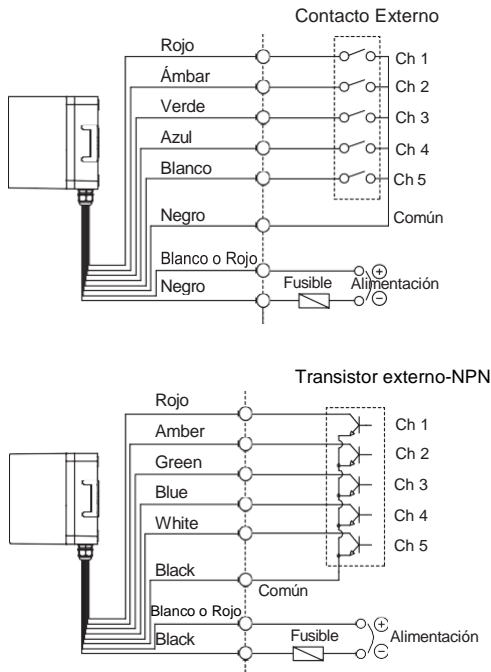 Contacto Externo
Rojo
Ch 1
Ámbar
Ch 2
Verde
Ch 3
Azul
Ch 4
Blanco
Ch 5
Negro
Común
Blanco o Rojo
Fusible
Alimentación
Negro
Transistor externo-NPN
Rojo
Ch 1
Amber
Ch 2
Green
Ch 3
Blue
Ch 4
White
Ch 5
Black
Común
Blanco o Rojo
Black
Fusible
Alimentación